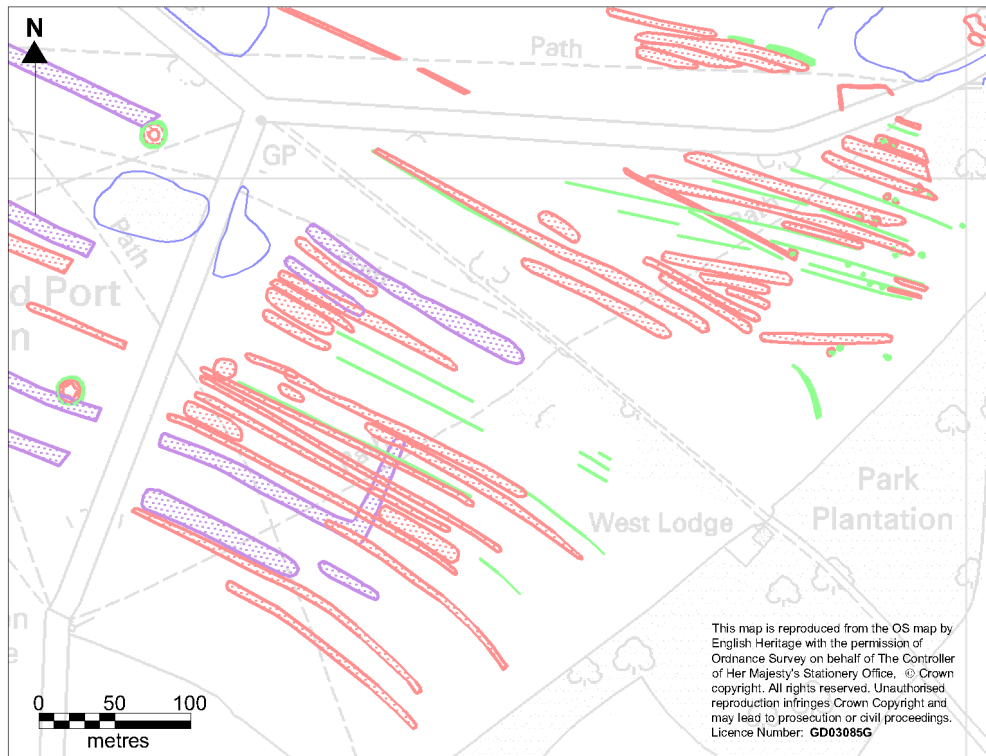 N
Path
GP
Path
Path
d Port
n
Path
Park
Plantation
West Lodge
en
e
This map is reproduced from the OS map by
English Heritage with the permission of
Ordnance Survey on behalf of The Controller
of Her Majesty's Stationery Office, © Crown
copyright. All rights reserved. Unauthorised
reproduction infringes Crown Copyright and
may lead to prosecution or civil proceedings.
Licence Number: GD03085G
0 50 100
metres